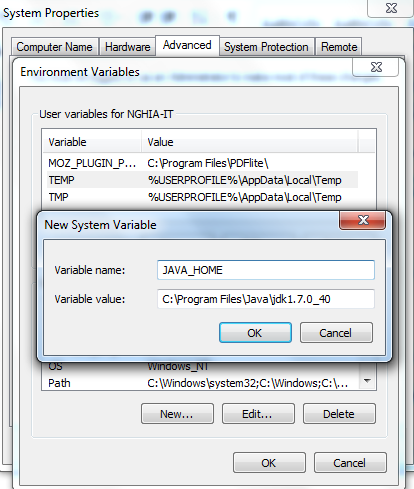 System Properties
Computer Name Hardware Advanced System Protection Remote
Environment Variables
User variables for NGHIA-IT
Variable Value
MOZ_PLUGIN_P... C:\Program Files\PDFlite\
TEMP %USERPROFILE%\AppData\Local\Temp
TMP %USERPROFILE%\AppData\Local\Temp
New System Variable
Variable name: JAVA_HOME
Variable value: C:\Program Files\Java\jdk1.7.0_40
OK Cancel
OS Windows_NT
Path C:\Windows\system32;C:\Windows;C:\...
New... Edit... Delete
OK Cancel